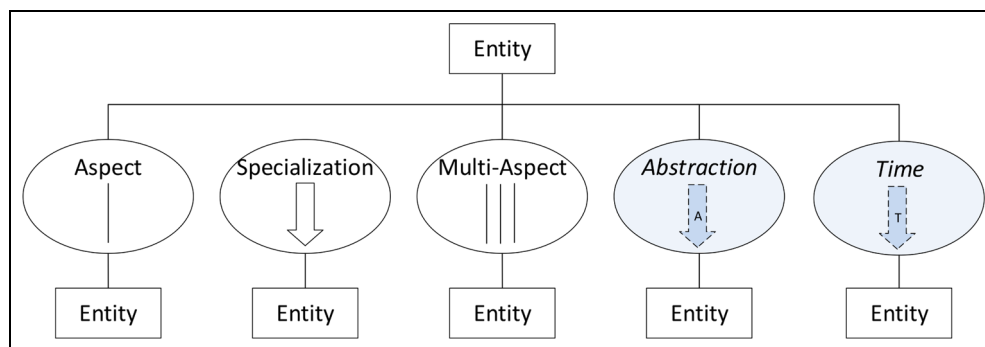 Entity
Aspect
Specialization
Multi-Aspect
Abstraction
Time
A
T
Entity
Entity
Entity
Entity
Entity